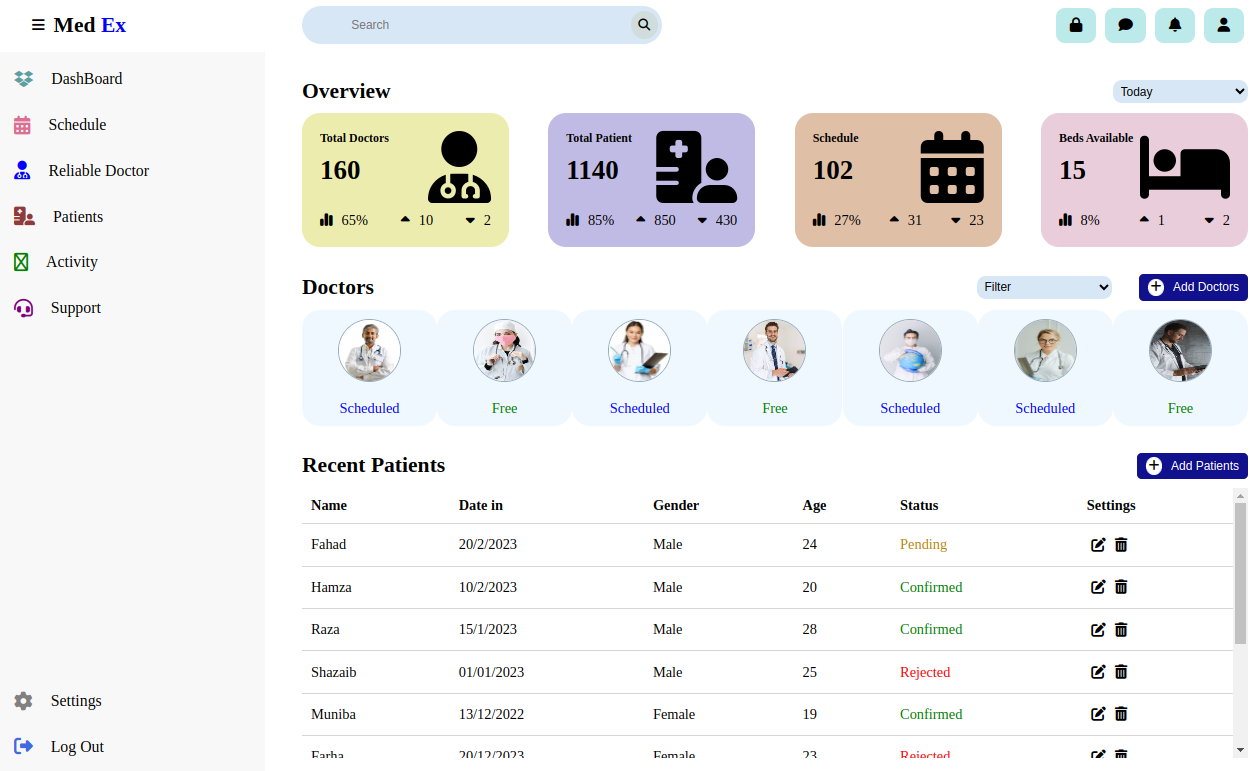 Med Ex
Search
DashBoard
Schedule
Reliable Doctor
Patients
Activity
Support
Settings
Log Out
Overview
Today
Total Doctors
160
65% 10 2
Total Patient
1140
85% 850 430
Schedule
102
27% 31 23
Beds Available
15
8% 1 2
Doctors
Filter
Add Doctors
Scheduled Free Scheduled Free Scheduled Scheduled Free
Recent Patients
Add Patients
Name Date in Gender Age Status Settings
Fahad 20/2/2023 Male 24 Pending
Hamza 10/2/2023 Male 20 Confirmed
Raza 15/1/2023 Male 28 Confirmed
Shazaib 01/01/2023 Male 25 Rejected
Muniba 13/12/2022 Female 19 Confirmed
Farha 20/12/2023 Female 23 Rejected